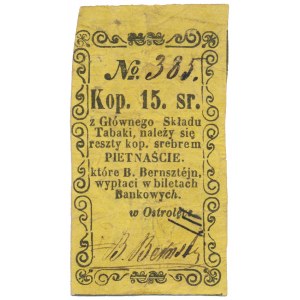 № 385.
Kop. 15. sr.
z Głównego Składu
Tabaki, należy się
reszty kop. srebrem
PIETNAŚCIE.
które B. Bernsztéjn,
wypłaci w biletach
Bankowych.
w Ostrołęce
B. Bernst